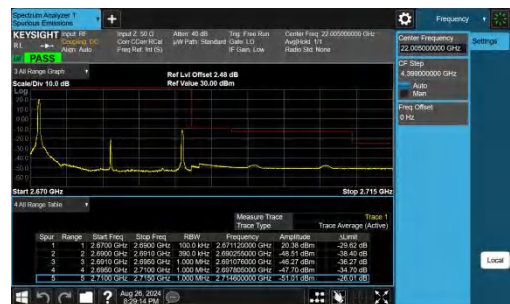 Spectrum Analyzer 1
Spurious Emissions
Frequency
KEYSIGHT Input: RF Input Z: 50 Ω Atten: 40 dB Trig: Free Run Center Freq: 22.005000000 GHz
RL Coupling: DC Corr CCorr RCal µW Path: Standard Gate: LO Avg|Hold: 1/1
Align: Auto Freq Ref: Int (S) IF Gain: Low Radio Std: None
PASS
Center Frequency
22.005000000 GHz
Settings
CF Step
4.399000000 GHz
Auto
Man
Freq Offset
0 Hz
3 All Range Graph
Ref Lvl Offset 2.48 dB
Scale/Div 10.0 dB Ref Value 30.00 dBm
Log
20.0
10.0
Start 2.670 GHz Stop 2.715 GHz
4 All Range Table
Measure Trace Trace 1
Trace Type Trace Average (Active)
Spur Range Start Freq Stop Freq RBW Frequency Amplitude ΔLimit
1 1 2.6700 GHz 2.6900 GHz 100.0 kHz 2.671120000 GHz 20.38 dBm -29.62 dB
2 2 2.6900 GHz 2.6910 GHz 390.0 kHz 2.690255000 GHz -48.51 dBm -38.40 dB
3 3 2.6910 GHz 2.6950 GHz 1.000 MHz 2.691076000 GHz -46.27 dBm -36.27 dB
4 4 2.6950 GHz 2.7100 GHz 1.000 MHz 2.697805000 GHz -47.70 dBm -34.70 dB
5 5 2.7100 GHz 2.7150 GHz 1.000 MHz 2.714600000 GHz -51.01 dBm -26.01 dB
Local
Aug 26, 2024
8:29:14 PM